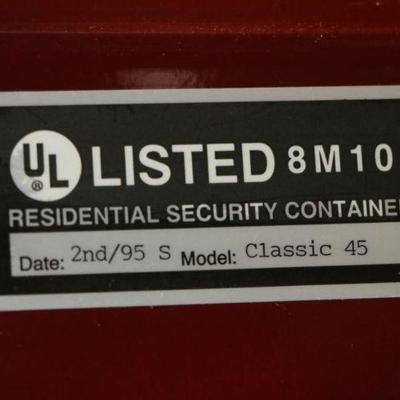 UL® LISTED 8M10
RESIDENTIAL SECURITY CONTAINE
Date: 2nd/95 S Model: Classic 45